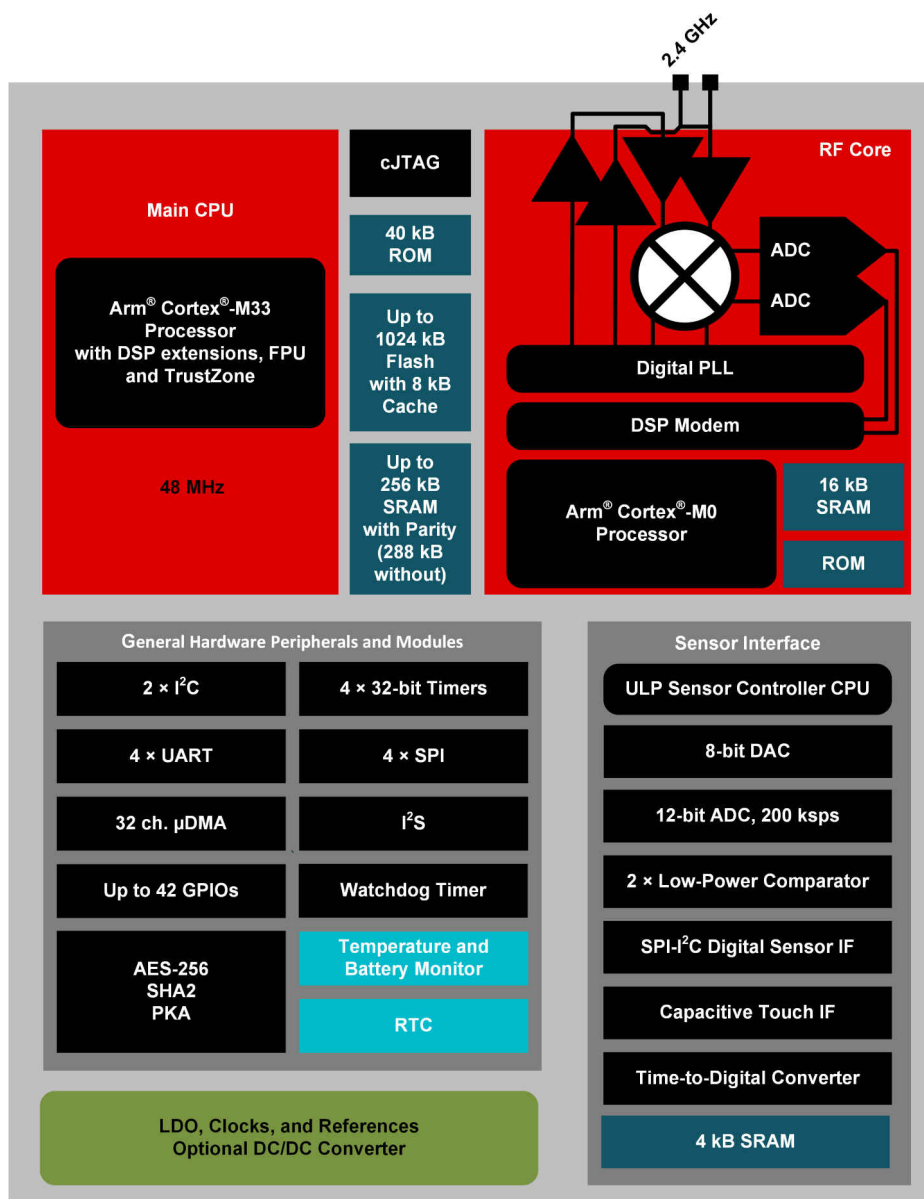 2.4 GHz
Main CPU
Arm® Cortex®-M33
Processor
with DSP extensions, FPU
and TrustZone
48 MHz
cJTAG
40 kB
ROM
Up to
1024 kB
Flash
with 8 kB
Cache
Up to
256 kB
SRAM
with Parity
(288 kB
without)
RF Core
ADC
ADC
Digital PLL
DSP Modem
Arm® Cortex®-M0
Processor
16 kB
SRAM
ROM
General Hardware Peripherals and Modules
2 × I²C
4 × 32-bit Timers
4 × UART
4 × SPI
32 ch. µDMA
I²S
Up to 42 GPIOs
Watchdog Timer
AES-256
SHA2
PKA
Temperature and
Battery Monitor
RTC
LDO, Clocks, and References
Optional DC/DC Converter
Sensor Interface
ULP Sensor Controller CPU
8-bit DAC
12-bit ADC, 200 ksps
2 × Low-Power Comparator
SPI-I²C Digital Sensor IF
Capacitive Touch IF
Time-to-Digital Converter
4 kB SRAM